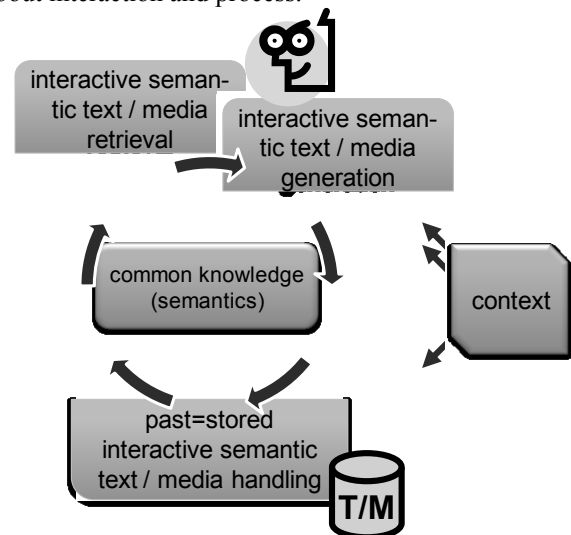 bout interaction and process.
interactive seman-
tic text / media
retrieval
interactive seman-
tic text / media
generation
common knowledge
(semantics)
context
past=stored
interactive semantic
text / media handling
T/M